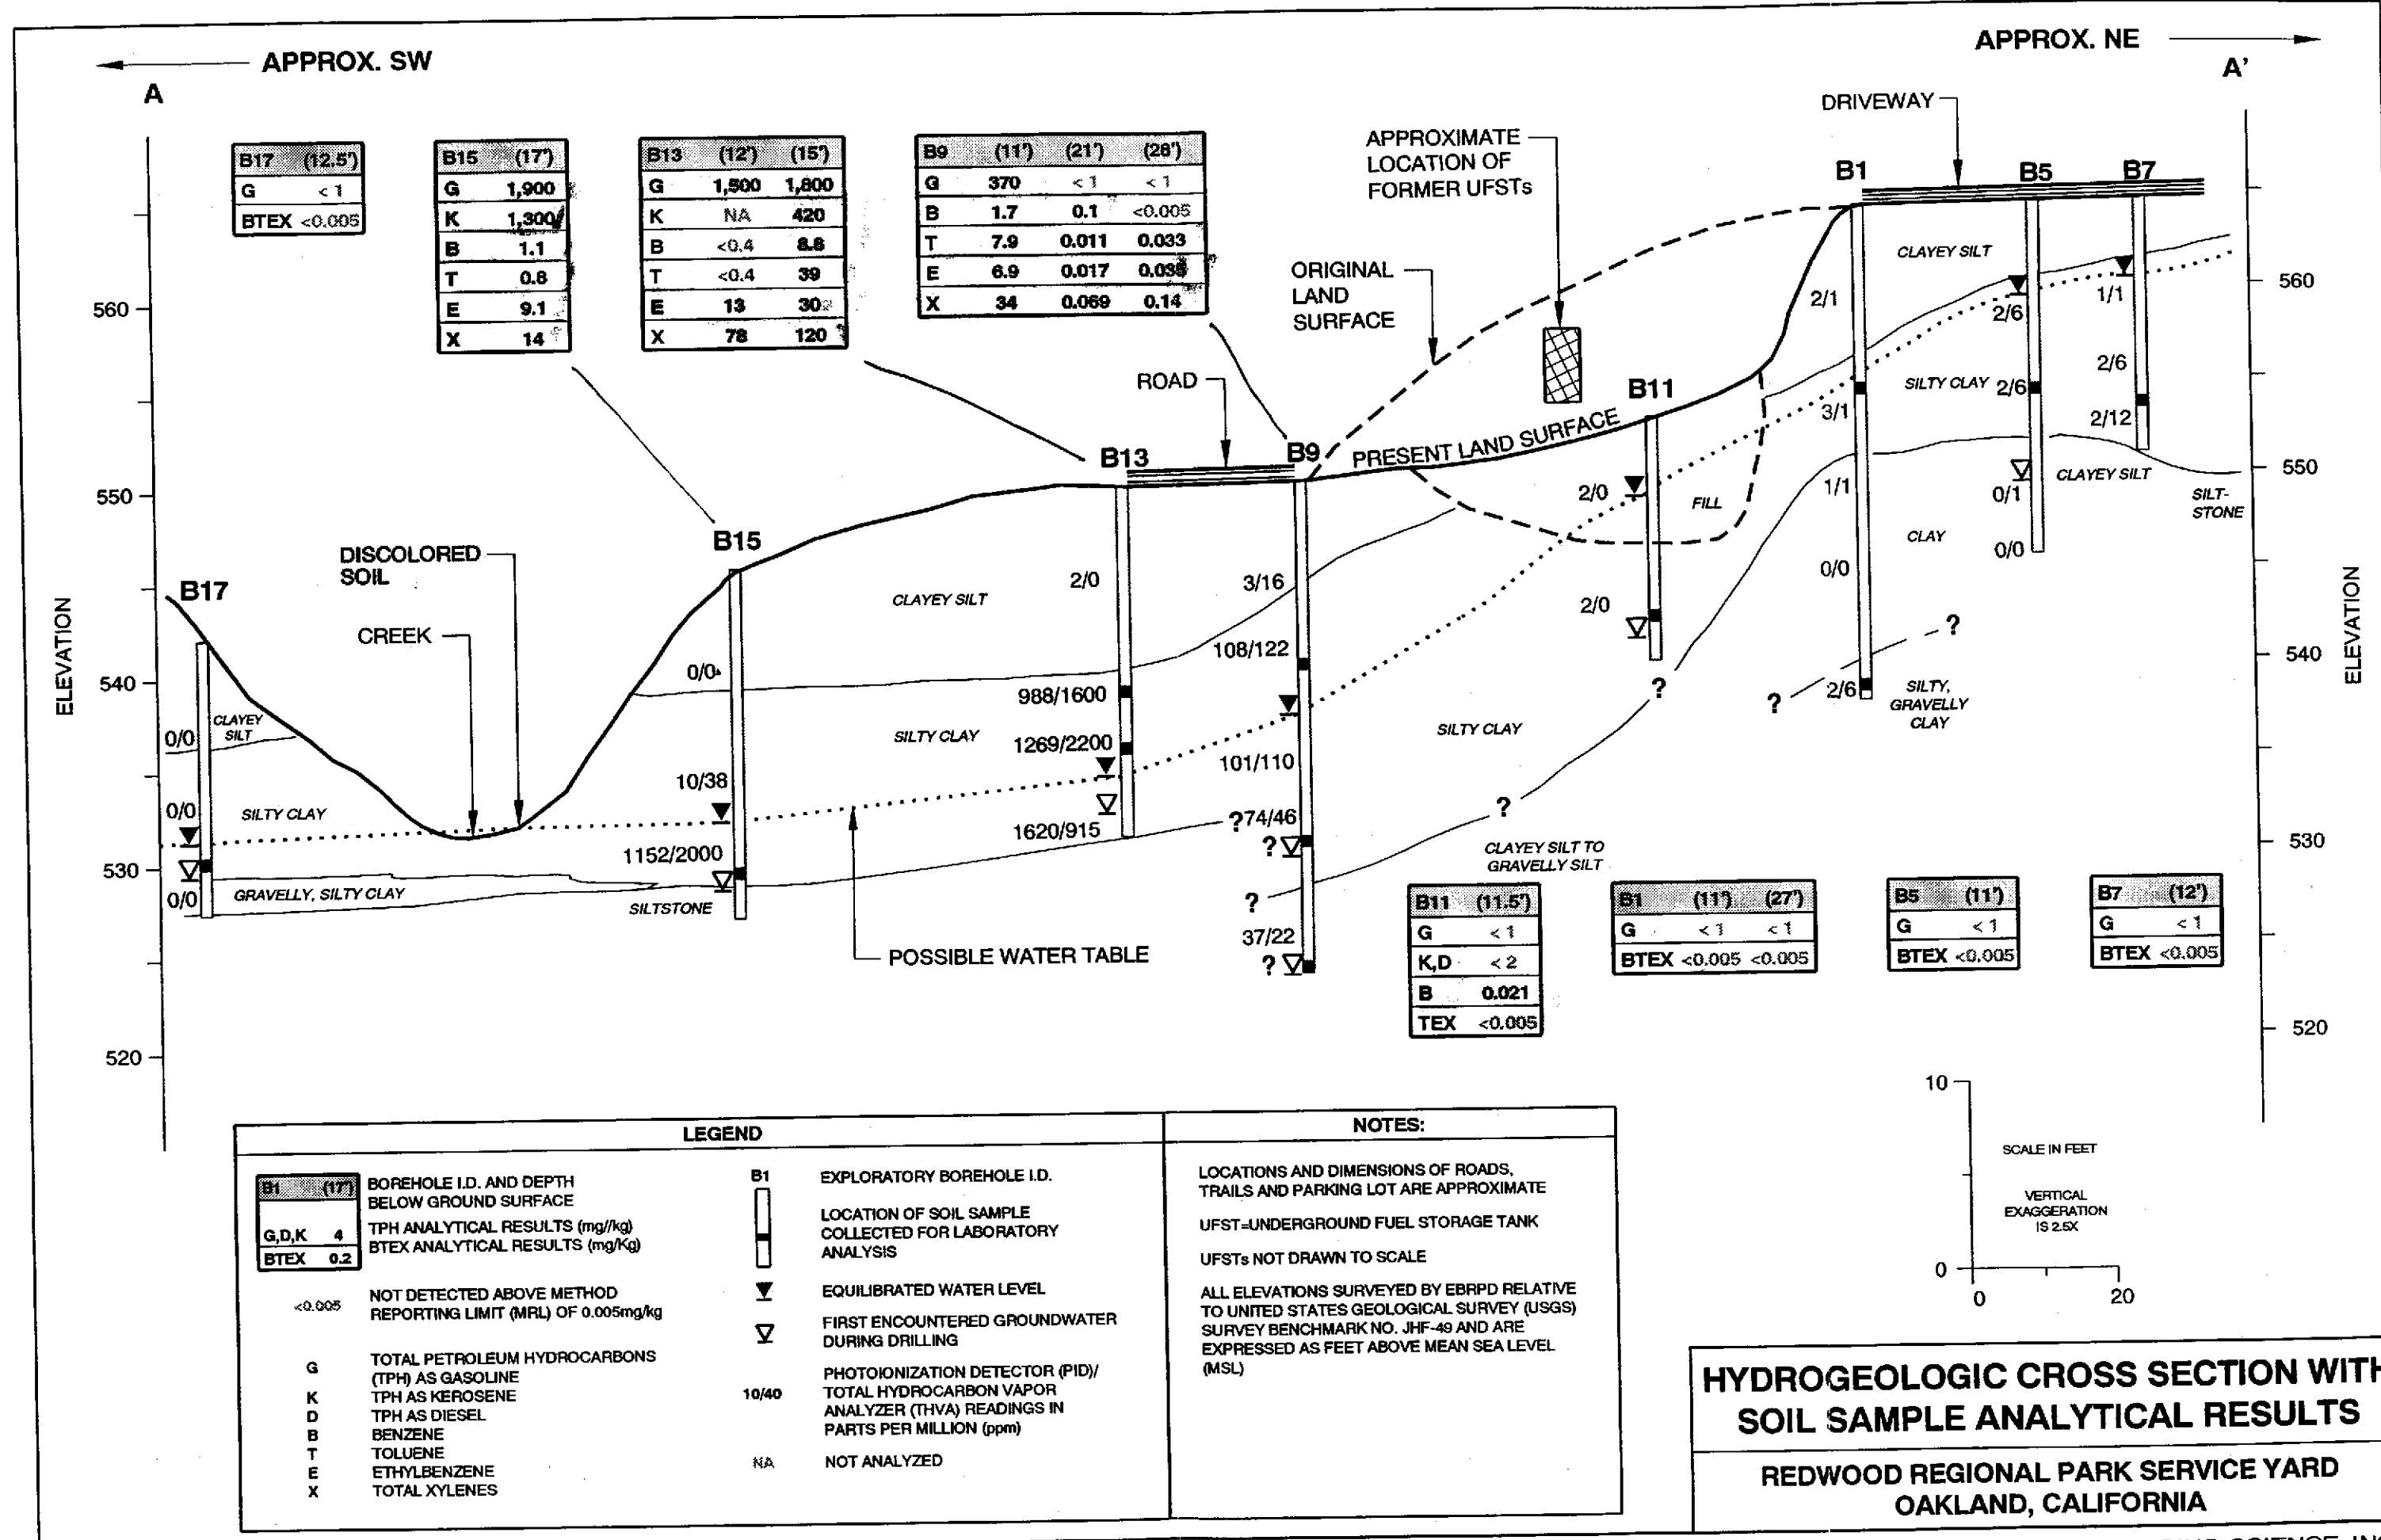 APPROX. SW
APPROX. NE
A
A'
DRIVEWAY
B17 (12.5')
G < 1
BTEX <0.005
B15 (17')
G 1,900
K 1,300
B 1.1
T 0.8
E 9.1
X 14
B13 (12') (15')
G 1,500 1,800
K NA 420
B <0.4
T <0.4 39
E 13 30
X 78 120
B9 (11') (21') (28')
G 370 < 1 < 1
B 1.7 0.1 <0.005
T 7.9 0.011 0.033
E 6.9 0.017
X 34 0.069 0.14
APPROXIMATE
LOCATION OF
FORMER UFSTs
ORIGINAL
LAND
SURFACE
ROAD
PRESENT LAND SURFACE
B1
B5
B7
B11
B9
B13
B15
B17
DISCOLORED
SOIL
CREEK
ELEVATION
560
550
540
530
520
560
550
540
530
520
ELEVATION
CLAYEY SILT
SILTY CLAY
CLAYEY SILT
SILT-
STONE
CLAY
FILL
SILTY,
GRAVELLY
CLAY
CLAYEY SILT
SILTY CLAY
SILTY CLAY
CLAYEY
SILT
SILTY CLAY
GRAVELLY, SILTY CLAY
SILTSTONE
CLAYEY SILT TO
GRAVELLY SILT
POSSIBLE WATER TABLE
0/0
0/0
0/0
0/0
10/38
1152/2000
2/0
988/1600
1269/2200
1620/915
3/16
108/122
101/110
?74/46
?
?
37/22
?
2/0
2/0
?
?
2/1
3/1
1/1
0/0
2/6
?
?
2/6
2/6
0/1
0/0
1/1
2/6
2/12
B11 (11.5')
G < 1
K,D < 2
B 0.021
TEX <0.005
B1 (11') (27')
G < 1 < 1
BTEX <0.005 <0.005
B5 (11')
G < 1
BTEX <0.005
B7 (12')
G < 1
BTEX <0.005
LEGEND
B1 (17')
G,D,K 4
BTEX 0.2
BOREHOLE I.D. AND DEPTH
BELOW GROUND SURFACE
TPH ANALYTICAL RESULTS (mg//kg)
BTEX ANALYTICAL RESULTS (mg/Kg)
<0.005 NOT DETECTED ABOVE METHOD
REPORTING LIMIT (MRL) OF 0.005mg/kg
G TOTAL PETROLEUM HYDROCARBONS
(TPH) AS GASOLINE
K TPH AS KEROSENE
D TPH AS DIESEL
B BENZENE
T TOLUENE
E ETHYLBENZENE
X TOTAL XYLENES
B1 EXPLORATORY BOREHOLE I.D.
LOCATION OF SOIL SAMPLE
COLLECTED FOR LABORATORY
ANALYSIS
EQUILIBRATED WATER LEVEL
FIRST ENCOUNTERED GROUNDWATER
DURING DRILLING
10/40 PHOTOIONIZATION DETECTOR (PID)/
TOTAL HYDROCARBON VAPOR
ANALYZER (THVA) READINGS IN
PARTS PER MILLION (ppm)
NA NOT ANALYZED
NOTES:
LOCATIONS AND DIMENSIONS OF ROADS,
TRAILS AND PARKING LOT ARE APPROXIMATE
UFST=UNDERGROUND FUEL STORAGE TANK
UFSTs NOT DRAWN TO SCALE
ALL ELEVATIONS SURVEYED BY EBRPD RELATIVE
TO UNITED STATES GEOLOGICAL SURVEY (USGS)
SURVEY BENCHMARK NO. JHF-49 AND ARE
EXPRESSED AS FEET ABOVE MEAN SEA LEVEL
(MSL)
10
0
SCALE IN FEET
VERTICAL
EXAGGERATION
IS 2.5X
0 20
HYDROGEOLOGIC CROSS SECTION WITH
SOIL SAMPLE ANALYTICAL RESULTS
REDWOOD REGIONAL PARK SERVICE YARD
OAKLAND, CALIFORNIA